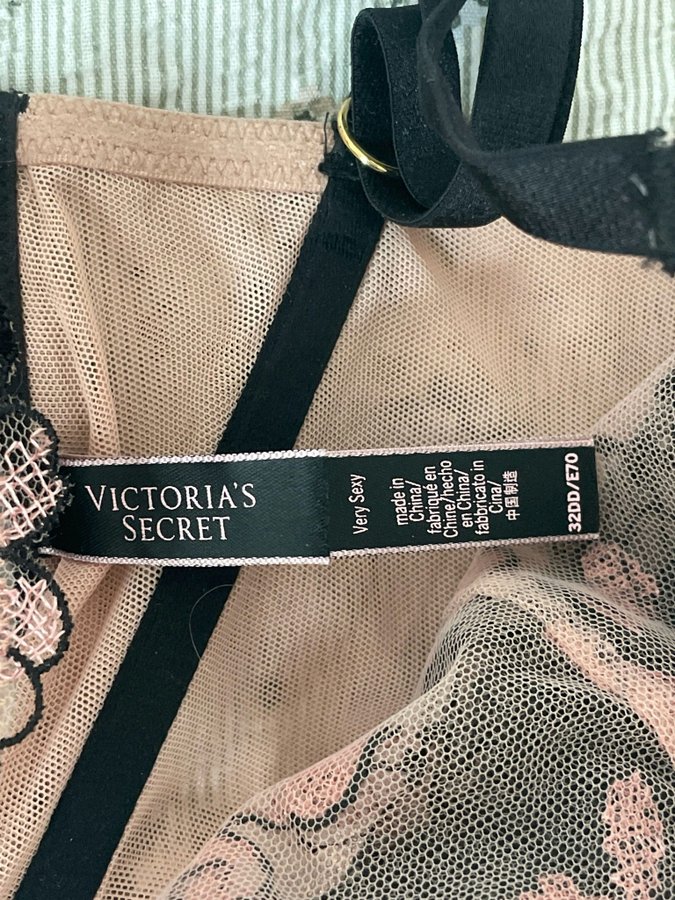 VICTORIA'S
SECRET
Very Sexy
made in
China/
fabriqué en
Chine/hecho
en China/
fabbricato in
Cina/
中国制造
32DD/E70